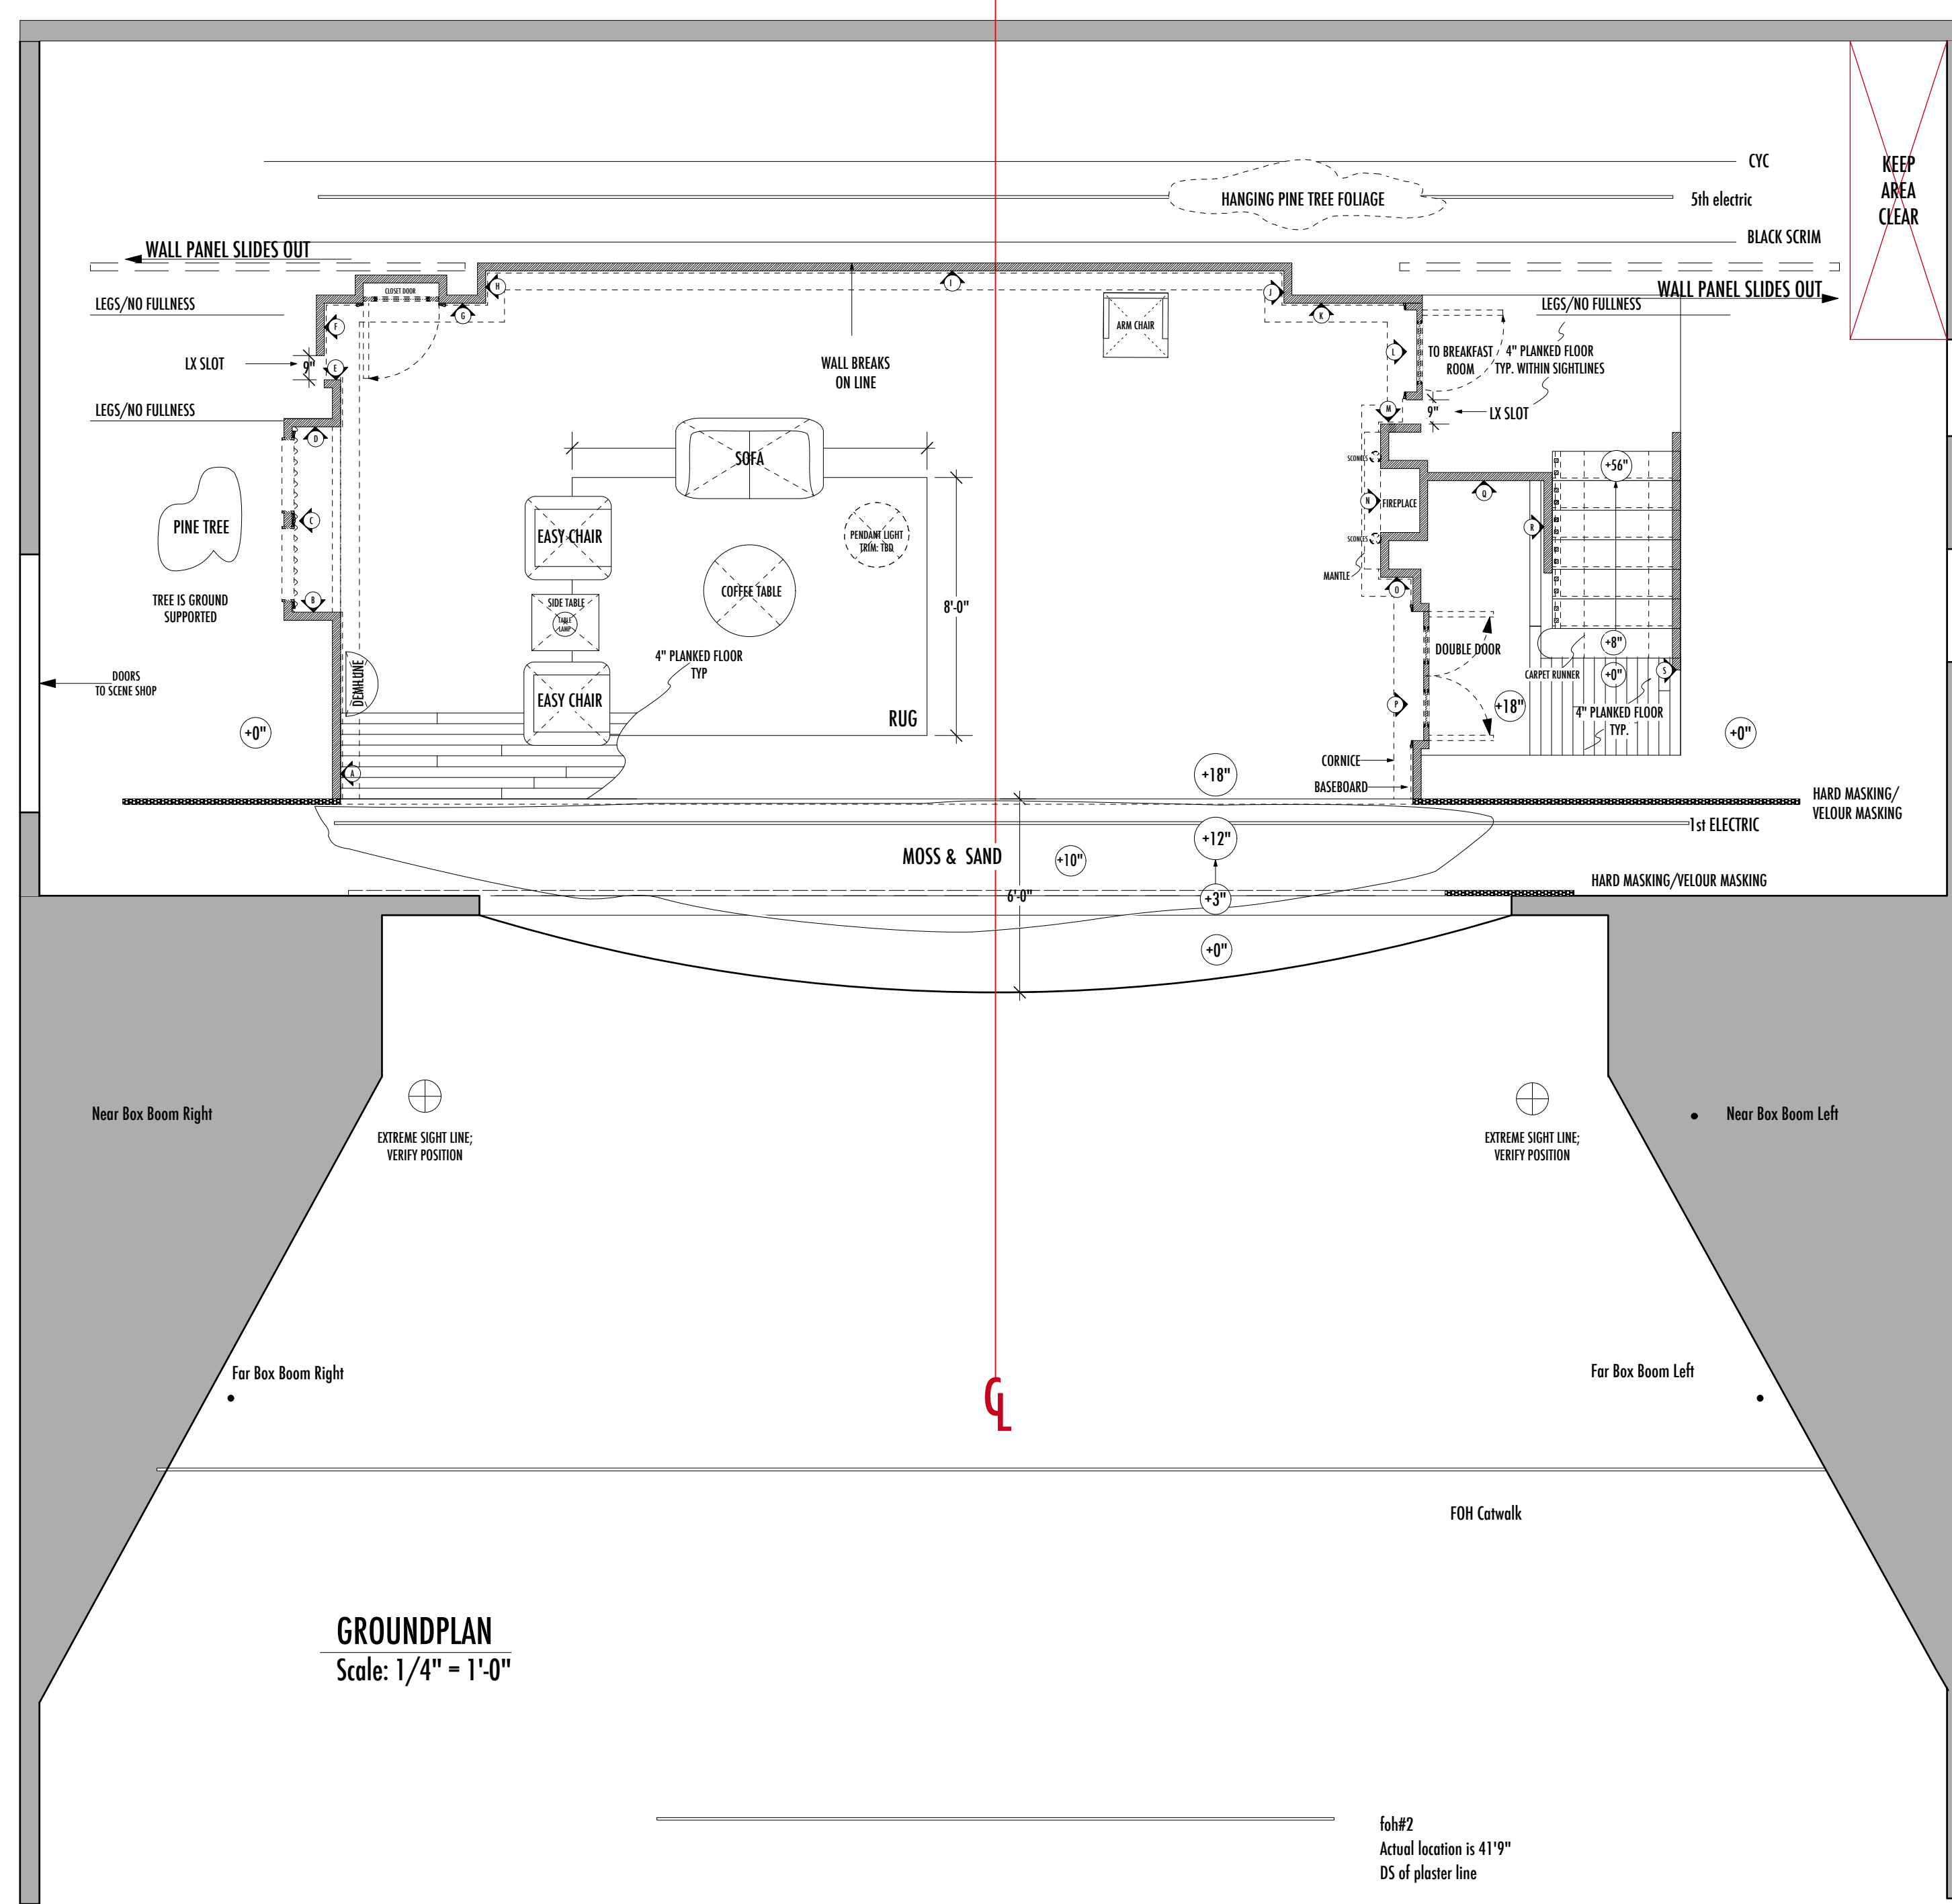 CYC
KEEP
AREA
CLEAR
HANGING PINE TREE FOLIAGE
5th electric
BLACK SCRIM
WALL PANEL SLIDES OUT
WALL PANEL SLIDES OUT
LEGS/NO FULLNESS
CLOSET DOOR
LEGS/NO FULLNESS
H
I
J
G
K
F
ARM CHAIR
LX SLOT
9"
E
WALL BREAKS
ON LINE
L
TO BREAKFAST
ROOM
4" PLANKED FLOOR
TYP. WITHIN SIGHTLINES
LEGS/NO FULLNESS
M
9"
LX SLOT
D
SOFA
SCONCES
+56"
Q
N
FIREPLACE
PINE TREE
C
EASY CHAIR
PENDANT LIGHT
TRIM: TBD
R
SCONCES
MANTLE
COFFEE TABLE
O
TREE IS GROUND
SUPPORTED
B
SIDE TABLE
TABLE
LAMP
8'-0"
DOUBLE DOOR
+8"
CARPET RUNNER
+0"
S
DOORS
TO SCENE SHOP
DEMILUNE
4" PLANKED FLOOR
TYP
EASY CHAIR
RUG
P
+18"
4" PLANKED FLOOR
TYP.
+0"
+0"
A
CORNICE
BASEBOARD
+18"
HARD MASKING/
VELOUR MASKING
1st ELECTRIC
+12"
MOSS & SAND
+10"
HARD MASKING/VELOUR MASKING
6'-0"
+3"
+0"
Near Box Boom Right
Near Box Boom Left
EXTREME SIGHT LINE;
VERIFY POSITION
EXTREME SIGHT LINE;
VERIFY POSITION
Far Box Boom Right
Far Box Boom Left
CL
FOH Catwalk
GROUNDPLAN
Scale: 1/4" = 1'-0"
foh#2
Actual location is 41'9"
DS of plaster line